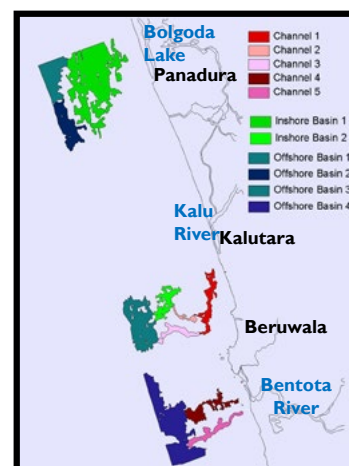 Bolgoda
Lake
Panadura
Kalu
River
Kalutara
Beruwala
Bentota
River
Channel 1
Channel 2
Channel 3
Channel 4
Channel 5
Inshore Basin 1
Inshore Basin 2
Offshore Basin 1
Offshore Basin 2
Offshore Basin 3
Offshore Basin 4